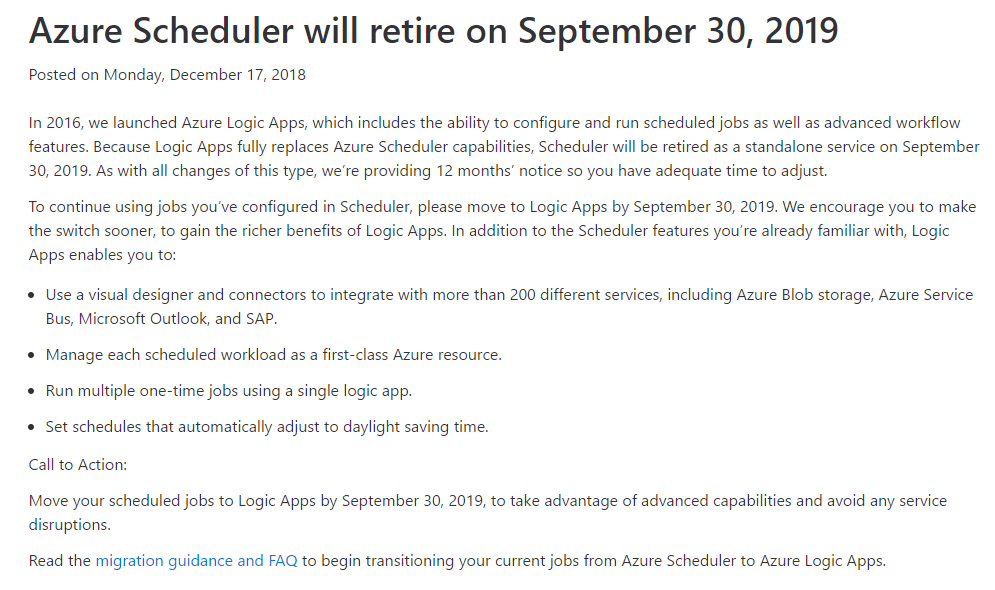 Azure Scheduler will retire on September 30, 2019
Posted on Monday, December 17, 2018
In 2016, we launched Azure Logic Apps, which includes the ability to configure and run scheduled jobs as well as advanced workflow
features. Because Logic Apps fully replaces Azure Scheduler capabilities, Scheduler will be retired as a standalone service on September
30, 2019. As with all changes of this type, we’re providing 12 months’ notice so you have adequate time to adjust.
To continue using jobs you’ve configured in Scheduler, please move to Logic Apps by September 30, 2019. We encourage you to make
the switch sooner, to gain the richer benefits of Logic Apps. In addition to the Scheduler features you’re already familiar with, Logic
Apps enables you to:
• Use a visual designer and connectors to integrate with more than 200 different services, including Azure Blob storage, Azure Service
Bus, Microsoft Outlook, and SAP.
• Manage each scheduled workload as a first-class Azure resource.
• Run multiple one-time jobs using a single logic app.
• Set schedules that automatically adjust to daylight saving time.
Call to Action:
Move your scheduled jobs to Logic Apps by September 30, 2019, to take advantage of advanced capabilities and avoid any service
disruptions.
Read the migration guidance and FAQ to begin transitioning your current jobs from Azure Scheduler to Azure Logic Apps.